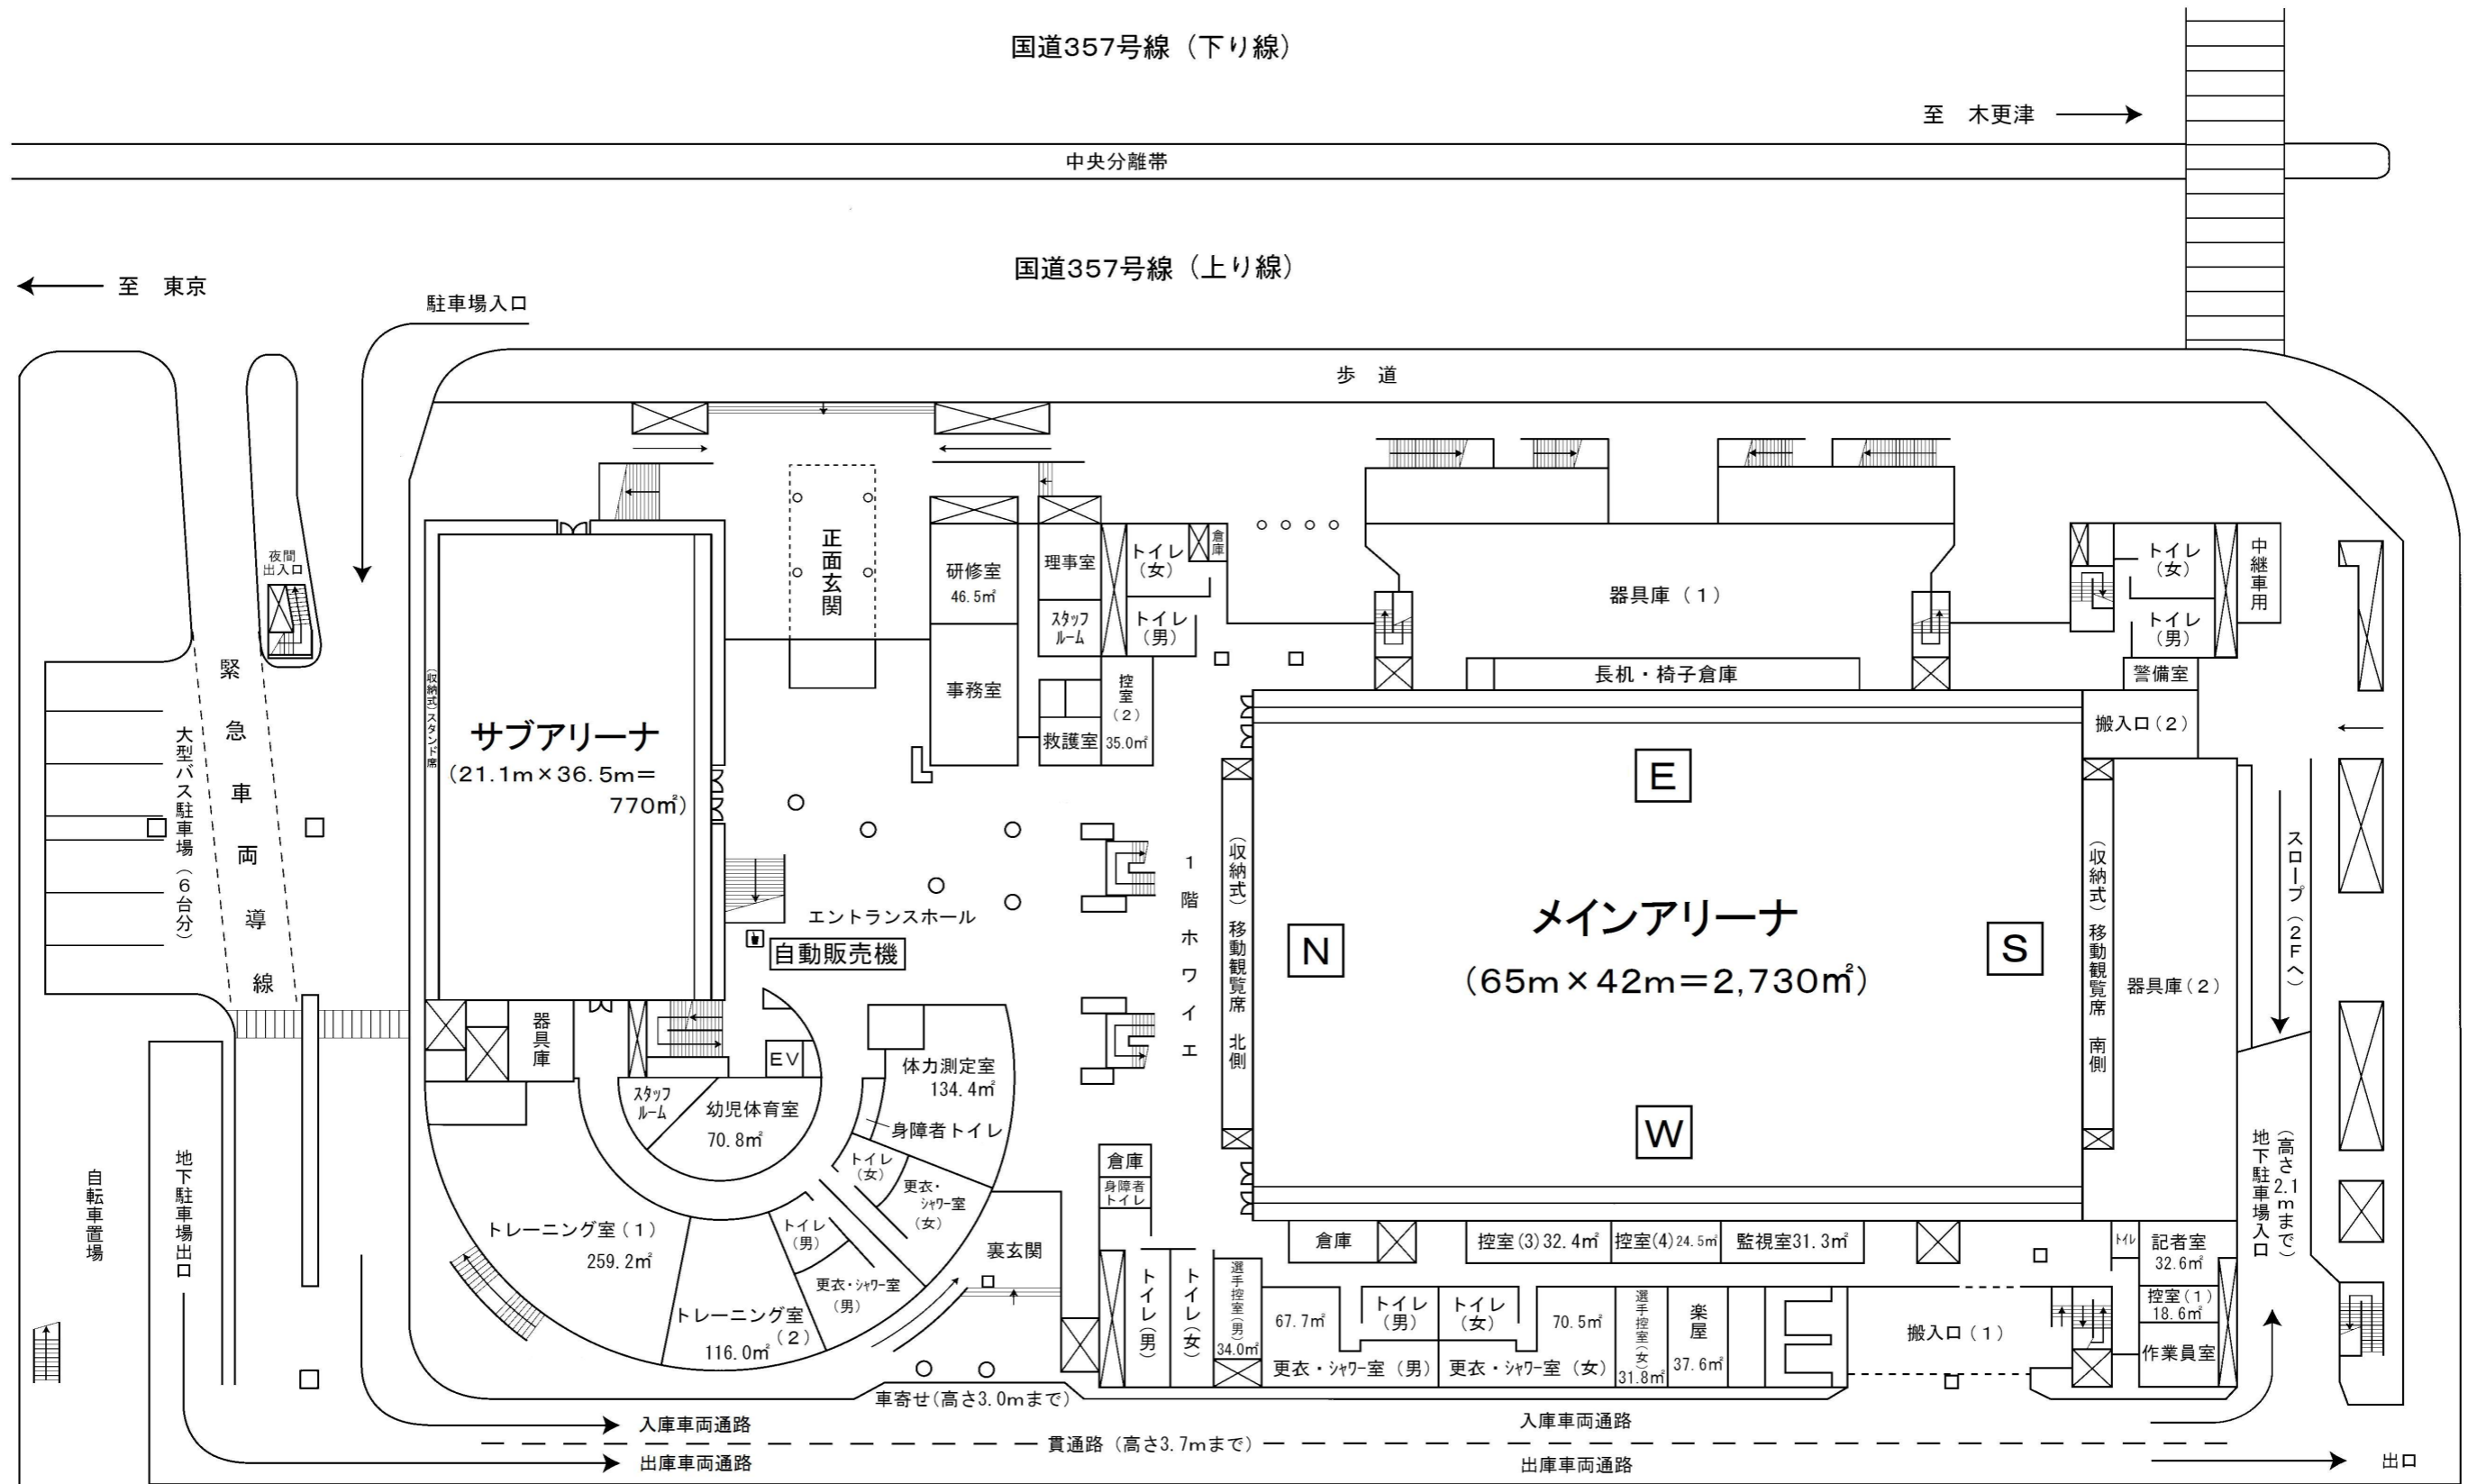 国道357号線（下り線）
至　木更津
中央分離帯
国道357号線（上り線）
至　東京
駐車場入口
歩　道
夜間
出入口
緊急車両導線
大型バス駐車場（6台分）
自転車置場
地下駐車場出口
（収納式）スタンド席
サブアリーナ
（21.1m×36.5m＝
770㎡）
正面玄関
研修室
46.5㎡
事務室
理事室
スタッフ
ルーム
トイレ
（女）
倉庫
トイレ
（男）
控室（2）
35.0㎡
救護室
エントランスホール
自動販売機
1階ホワイエ
器具庫
EV
スタッフ
ルーム
幼児体育室
70.8㎡
体力測定室
134.4㎡
身障者トイレ
トイレ
（女）
更衣・
シャワー室
（女）
トレーニング室（1）
259.2㎡
トレーニング室
（2）
116.0㎡
トイレ
（男）
更衣・シャワー室
（男）
裏玄関
車寄せ（高さ3.0mまで）
器具庫（1）
長机・椅子倉庫
トイレ
（女）
トイレ
（男）
中継車用
警備室
搬入口（2）
（収納式）移動観覧席　北側
E
N
メインアリーナ
（65m×42m＝2,730㎡）
S
W
（収納式）移動観覧席　南側
器具庫（2）
スロープ（2Fへ）
地下駐車場入口
（高さ2.1mまで）
倉庫
身障者
トイレ
トイレ（男）
トイレ（女）
選手控室（男）
34.0㎡
倉庫
控室（3）32.4㎡
控室（4）24.5㎡
監視室31.3㎡
67.7㎡
更衣・シャワー室（男）
トイレ
（男）
トイレ
（女）
70.5㎡
更衣・シャワー室（女）
選手控室（女）
31.8㎡
楽屋
37.6㎡
搬入口（1）
トイレ
記者室
32.6㎡
控室（1）
18.6㎡
作業員室
入庫車両通路
入庫車両通路
貫通路（高さ3.7mまで）
出庫車両通路
出庫車両通路
出口